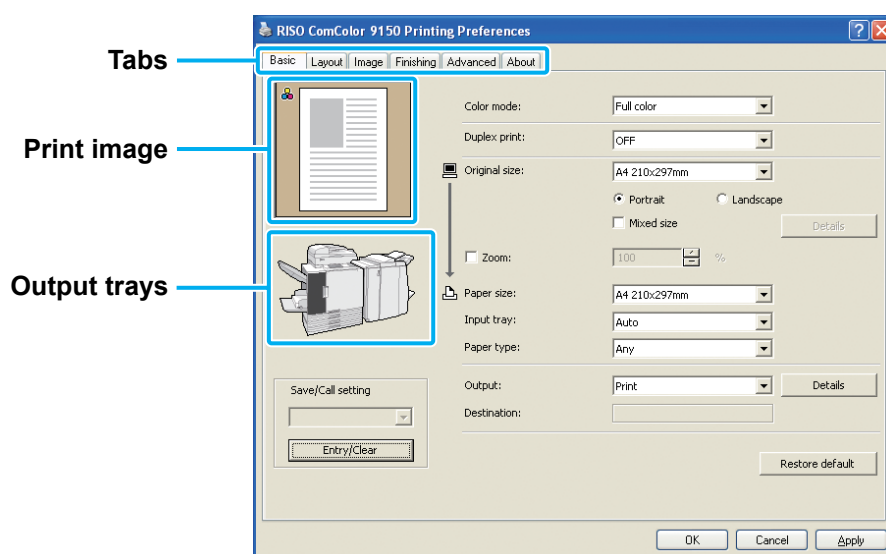 RISO ComColor 9150 Printing Preferences
Tabs
Basic Layout Image Finishing Advanced About
Print image
Output trays
Color mode: Full color
Duplex print: OFF
Original size: A4 210x297mm
Portrait Landscape
Mixed size Details
Zoom: 100 %
Paper size: A4 210x297mm
Input tray: Auto
Paper type: Any
Save/Call setting
Entry/Clear
Output: Print Details
Destination:
Restore default
OK Cancel Apply